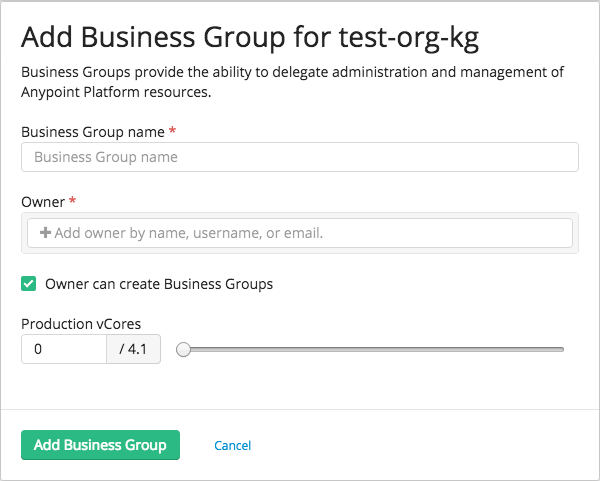 Add Business Group for test-org-kg
Business Groups provide the ability to delegate administration and management of
Anypoint Platform resources.
Business Group name *
Business Group name
Owner *
+ Add owner by name, username, or email.
Owner can create Business Groups
Production vCores
0 / 4.1
Add Business Group Cancel